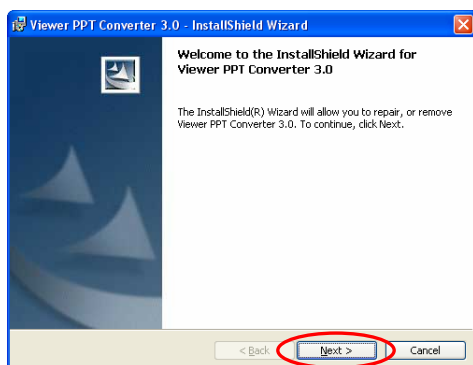 Viewer PPT Converter 3.0 - InstallShield Wizard
Welcome to the InstallShield Wizard for
Viewer PPT Converter 3.0
The InstallShield(R) Wizard will allow you to repair, or remove
Viewer PPT Converter 3.0. To continue, click Next.
< Back Next > Cancel